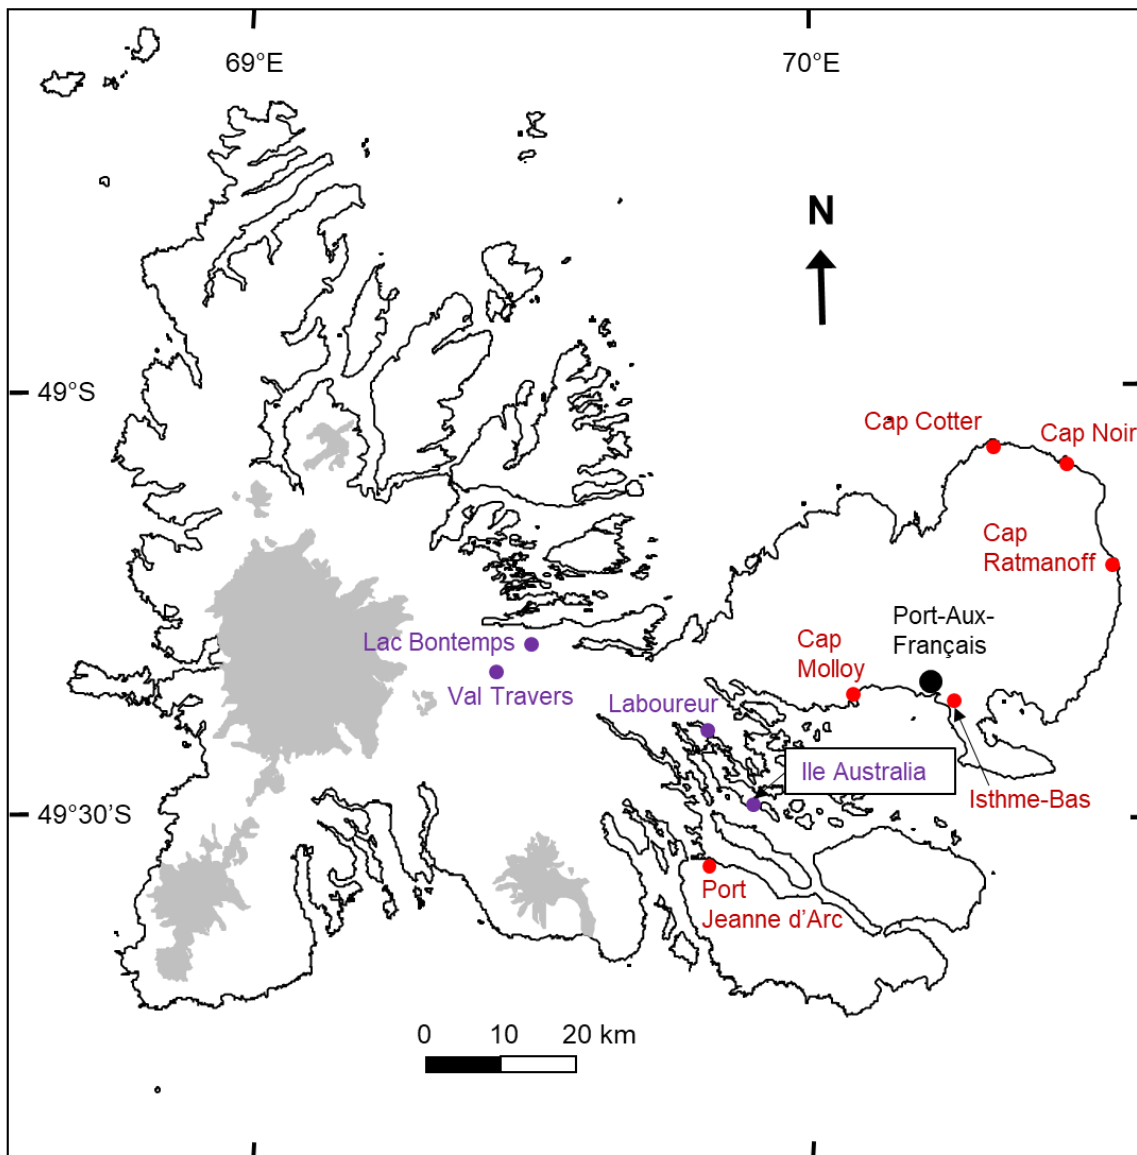 69°E
70°E
N
49°S
Cap Cotter
Cap Noir
Cap
Ratmanoff
Port-Aux-
Français
Lac Bontemps
Cap
Molloy
Val Travers
Laboureur
Ile Australia
Isthme-Bas
49°30'S
Port
Jeanne d'Arc
0 10 20 km